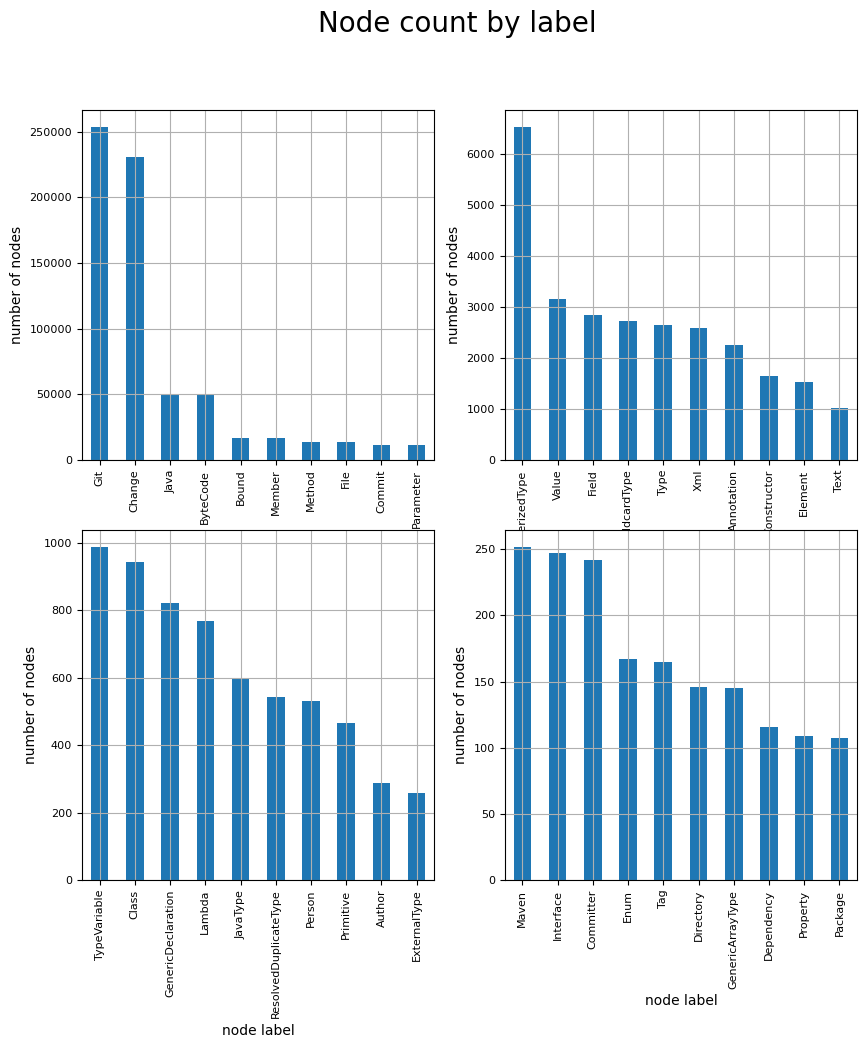 Node count by label
250000
200000
150000
100000
50000
0
number of nodes
Git
Change
Java
ByteCode
Bound
Member
Method
File
Commit
Parameter
6000
5000
4000
3000
2000
1000
0
number of nodes
erizedType
Value
Field
ldcardType
Type
Xml
Annotation
onstructor
Element
Text
1000
800
600
400
200
0
number of nodes
TypeVariable
Class
GenericDeclaration
Lambda
JavaType
ResolvedDuplicateType
Person
Primitive
Author
ExternalType
node label
250
200
150
100
50
0
number of nodes
Maven
Interface
Committer
Enum
Tag
Directory
GenericArrayType
Dependency
Property
Package
node label